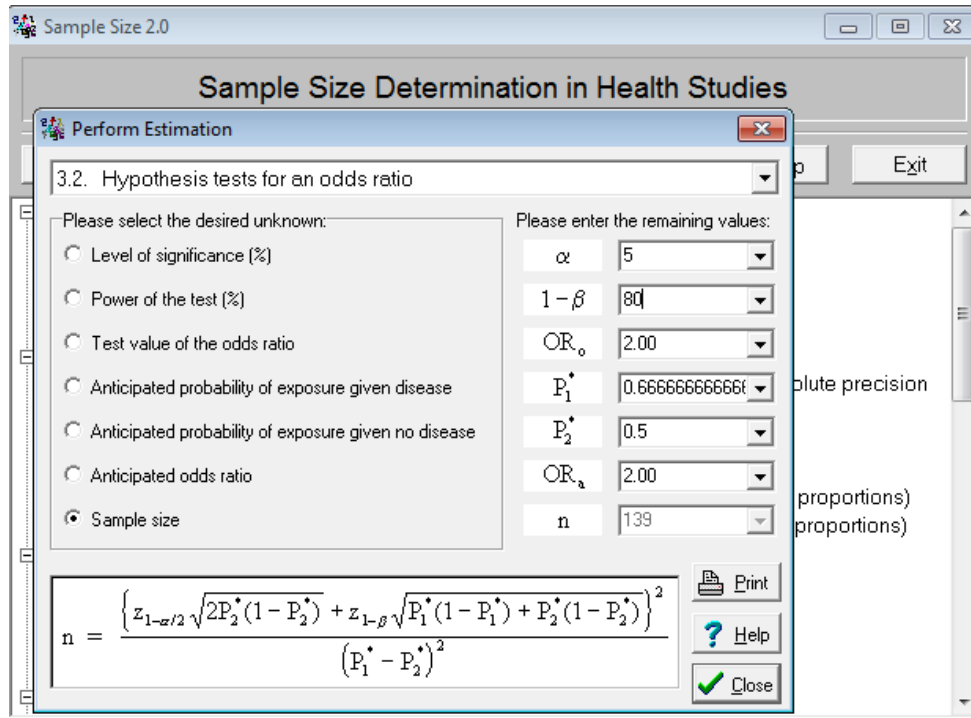 Sample Size 2.0
Sample Size Determination in Health Studies
Perform Estimation
3.2. Hypothesis tests for an odds ratio
p
Exit
Please select the desired unknown:
Please enter the remaining values:
Level of significance (%)
α
5
Power of the test (%)
1 − β
80
Test value of the odds ratio
ORₒ
2.00
Anticipated probability of exposure given disease
P₁*
0.66666666666
olute precision
Anticipated probability of exposure given no disease
P₂*
0.5
Anticipated odds ratio
ORₐ
2.00
proportions)
Sample size
n
139
proportions)
n = {z₁₋α/₂ √2P₂*(1 − P₂*) + z₁₋β √P₁*(1 − P₁*) + P₂*(1 − P₂*)}² / (P₁* − P₂*)²
Print
Help
Close